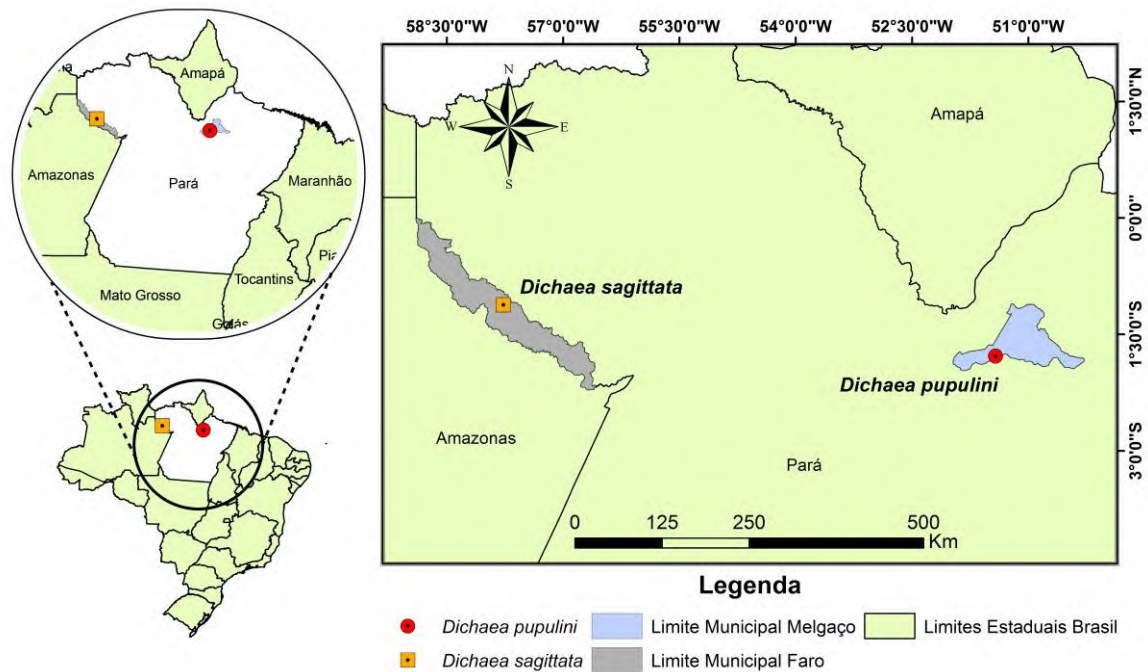 58°30'0"W 57°0'0"W 55°30'0"W 54°0'0"W 52°30'0"W 51°0'0"W
Amapá
Amazonas
Pará
Maranhão
Tocantins
Mato Grosso
Goiás
N
W E
S
Amapá
1°30'0"N
0°0'0"
1°30'0"S
3°0'0"S
Dichaea sagittata
Dichaea pupulini
Amazonas
Pará
0 125 250 500
Km
Legenda
Dichaea pupulini Limite Municipal Melgaço Limites Estaduais Brasil
Dichaea sagittata Limite Municipal Faro